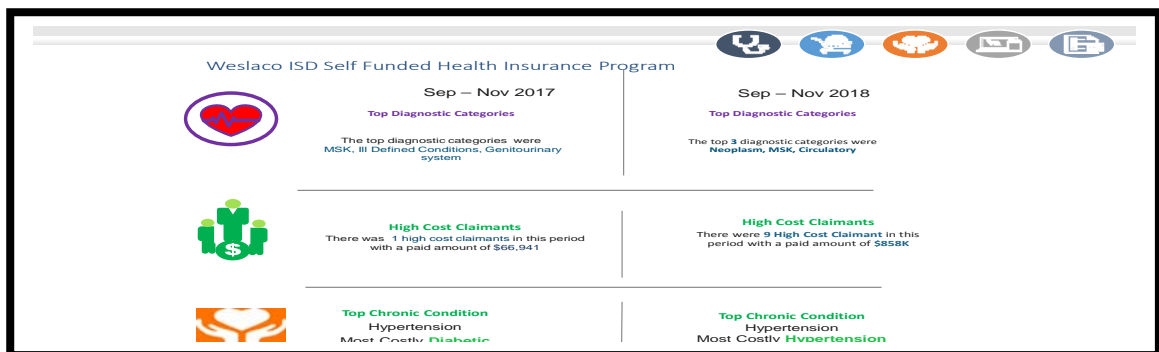 Weslaco ISD Self Funded Health Insurance Program
Sep – Nov 2017
Top Diagnostic Categories
The top diagnostic categories were
MSK, Ill Defined Conditions, Genitourinary
system
Sep – Nov 2018
Top Diagnostic Categories
The top 3 diagnostic categories were
Neoplasm, MSK, Circulatory
High Cost Claimants
There was 1 high cost claimants in this period
with a paid amount of $66,941
High Cost Claimants
There were 9 High Cost Claimant in this
period with a paid amount of $858K
$
Top Chronic Condition
Hypertension
Most Costly Diabetic
Top Chronic Condition
Hypertension
Most Costly Hypertension